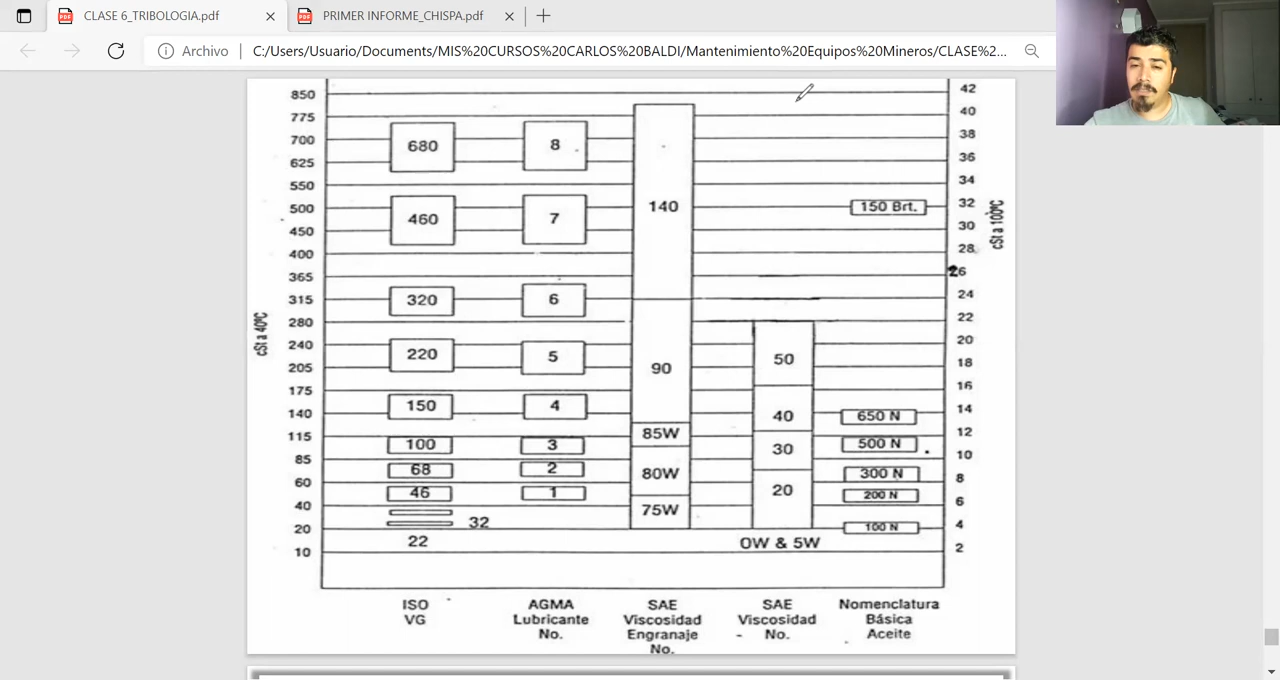 CLASE 6_TRIBOLOGIA.pdf
PRIMER INFORME_CHISPA.pdf
Archivo
C:/Users/Usuario/Documents/MIS%20CURSOS%20CARLOS%20BALDI/Mantenimiento%20Equipos%20Mineros/CLASE%2...
850 42
775 40
700 680 8 38
625 36
550 34
500 140 150 Brt. 32
450 460 7 30
400 28
365 26
315 320 6 24
280 22
240 220 5 50 20
205 90 18
175 16
140 150 4 40 650 N 14
115 85W 12
100 3 30 500 N
85 10
68 2 80W 300 N
60 8
46 1 20 200 N
40 75W 6
20 32 100 N 4
22 0W & 5W
10 2
cSt a 40ºC
cSt a 100ºC
ISO AGMA SAE SAE Nomenclatura
VG Lubricante Viscosidad Viscosidad Básica
No. Engranaje No. Aceite
No.